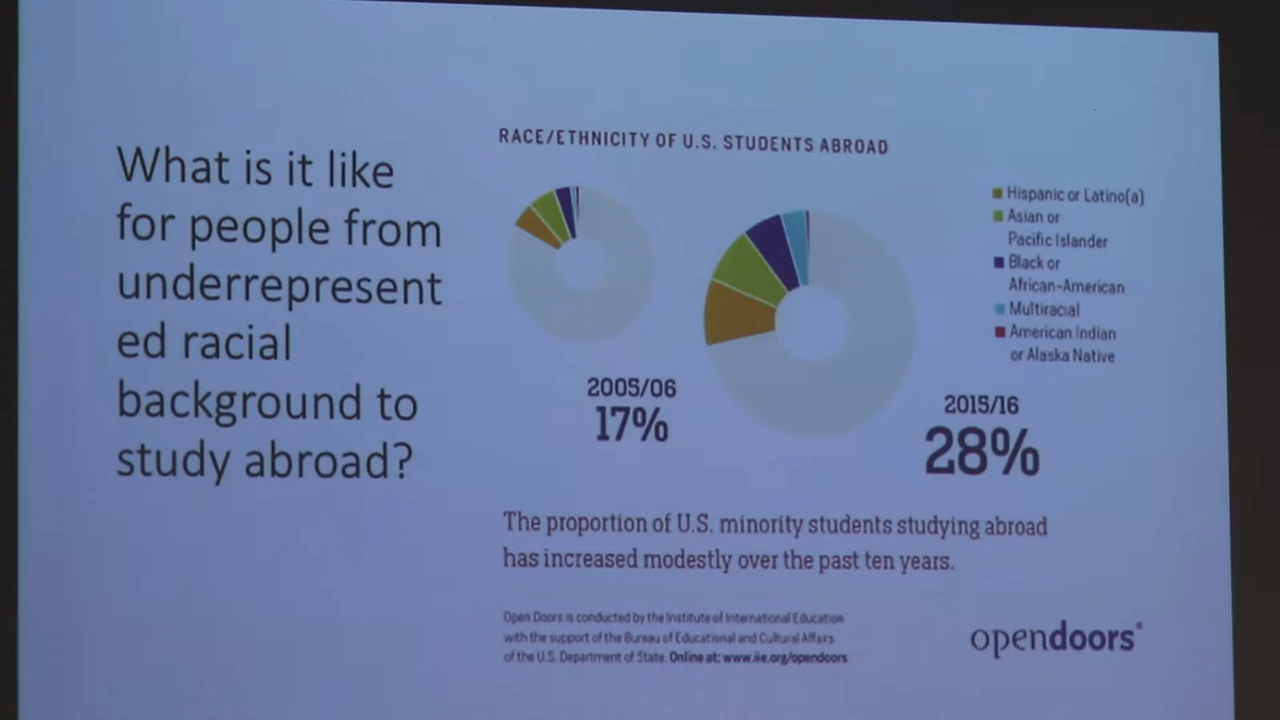 What is it like
for people from
underrepresent
ed racial
background to
study abroad?
RACE/ETHNICITY OF U.S. STUDENTS ABROAD
Hispanic or Latino(a)
Asian or
Pacific Islander
Black or
African-American
Multiracial
American Indian
or Alaska Native
2005/06
17%
2015/16
28%
The proportion of U.S. minority students studying abroad
has increased modestly over the past ten years.
Open Doors is conducted by the Institute of International Education
with the support of the Bureau of Educational and Cultural Affairs
of the U.S. Department of State. Online at: www.iie.org/opendoors
opendoors®